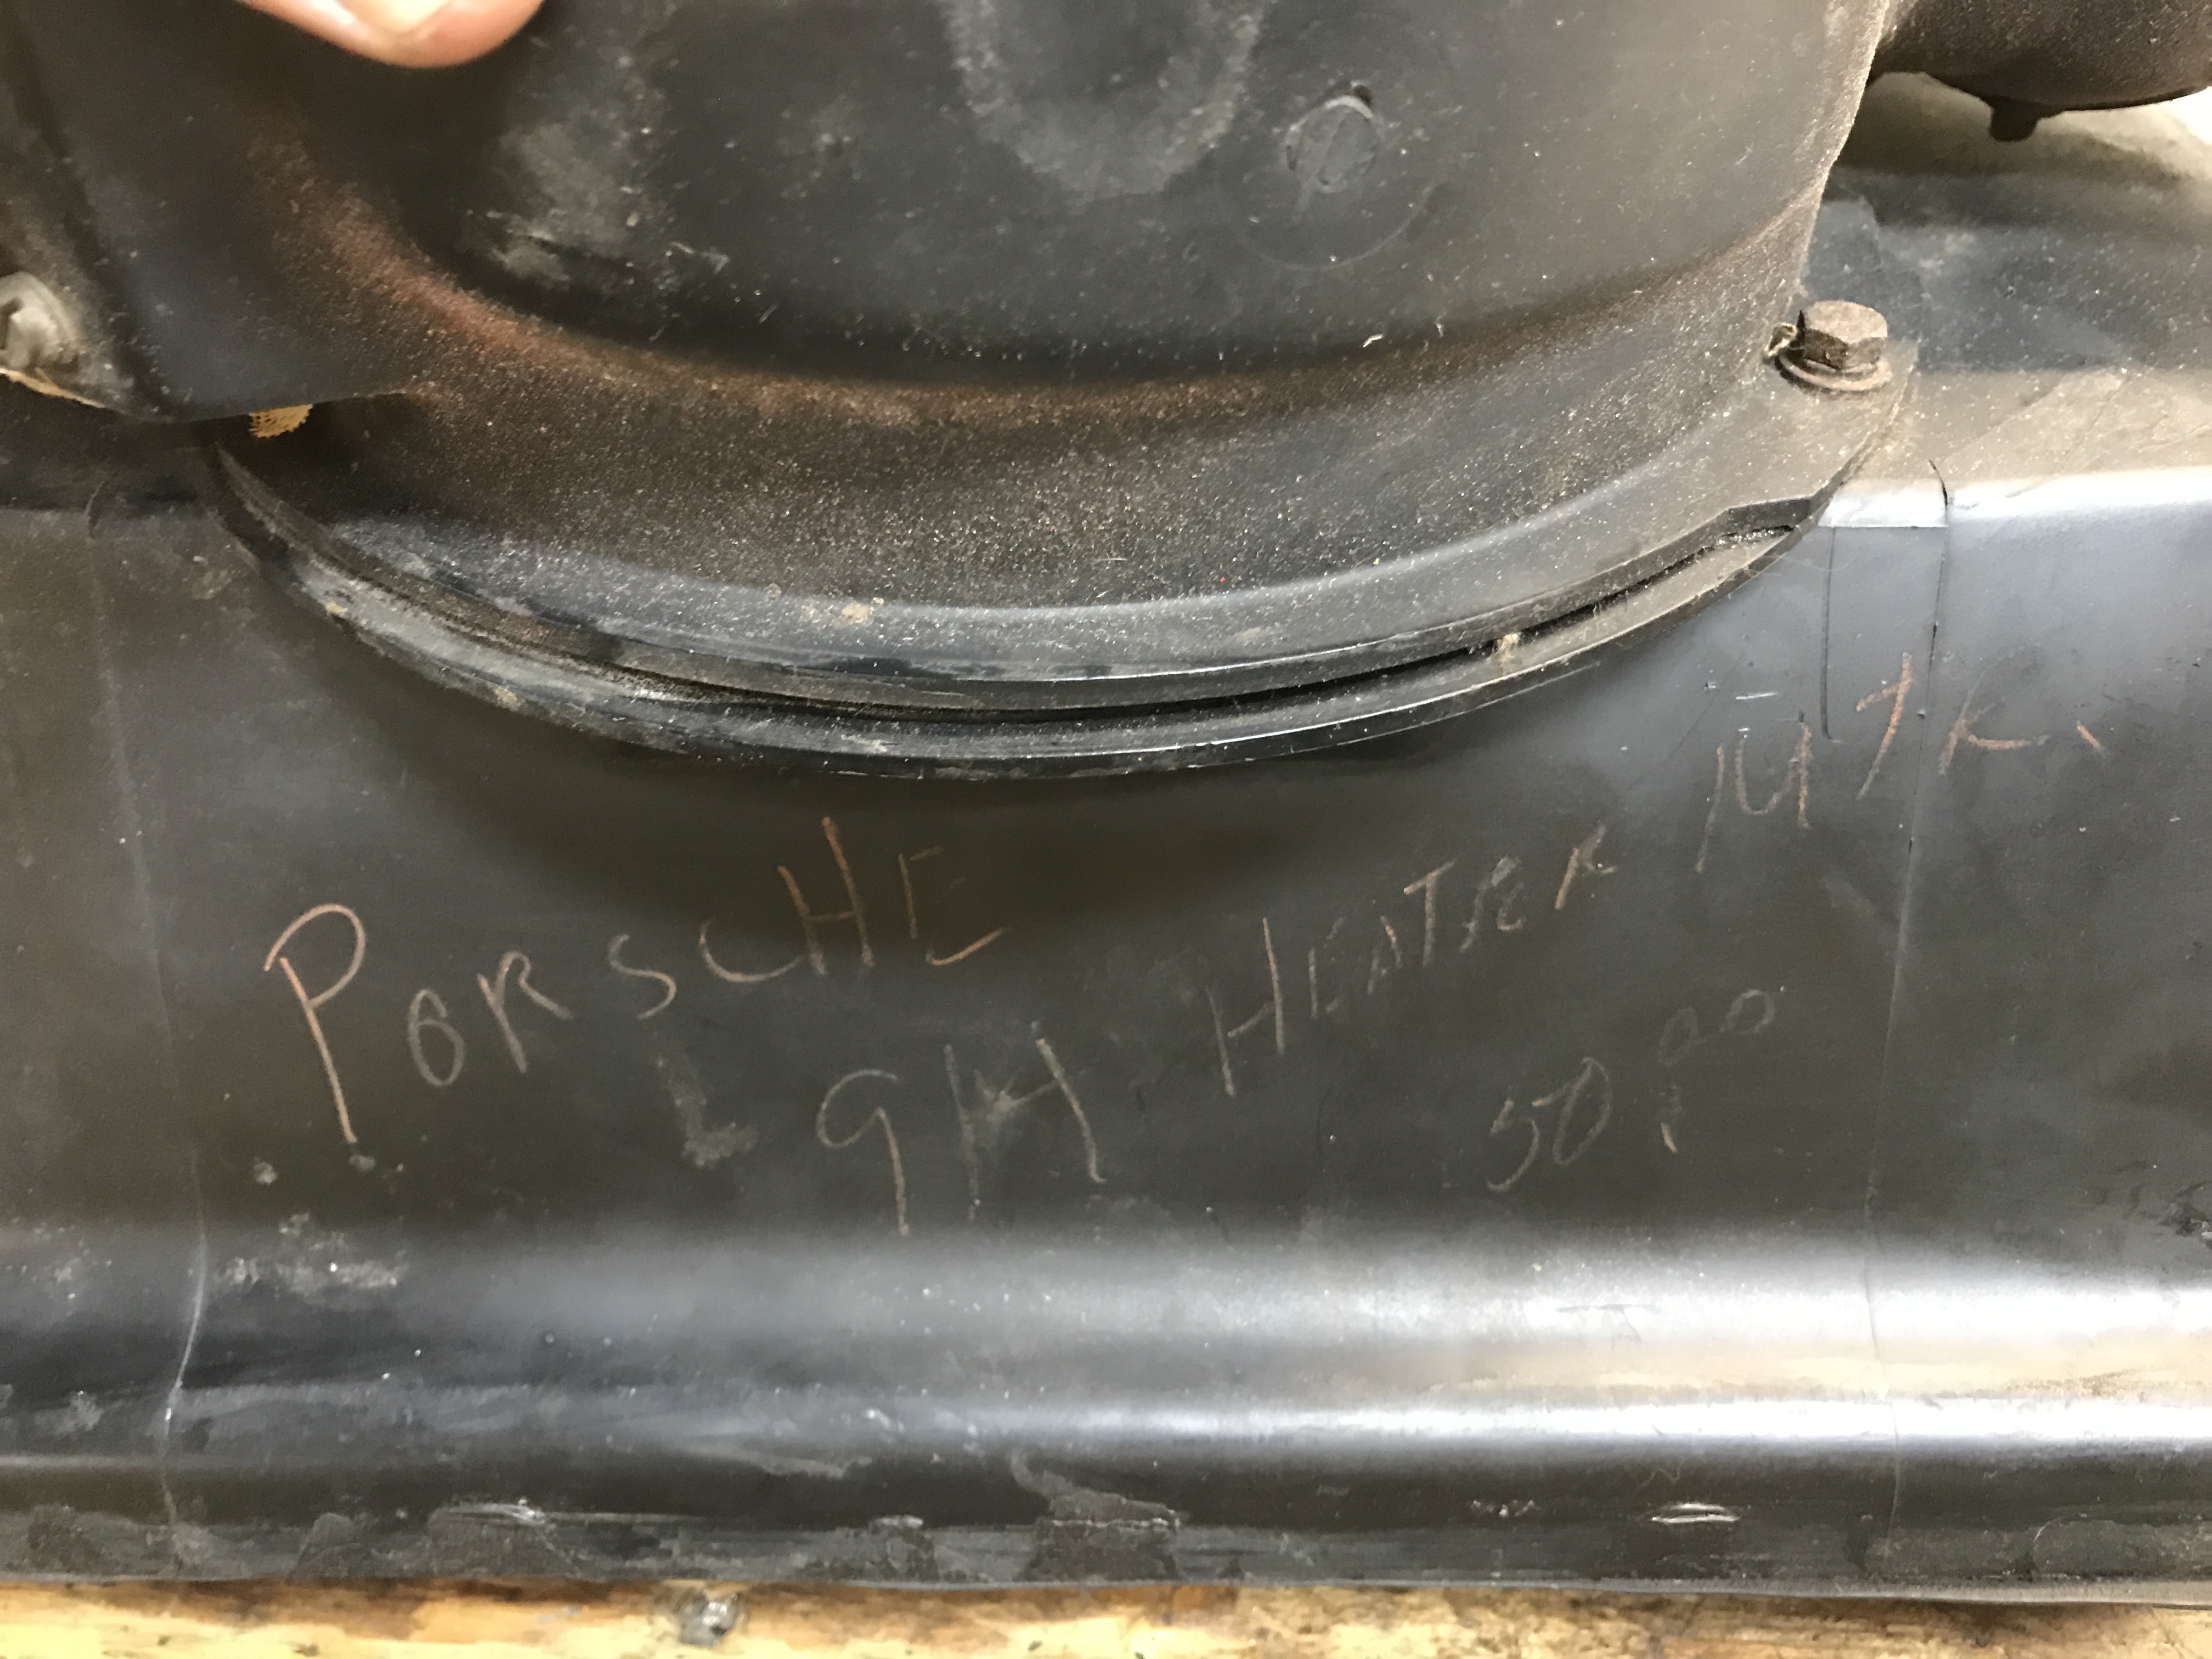 PORSCHE HEATER MTR.
914 50.00